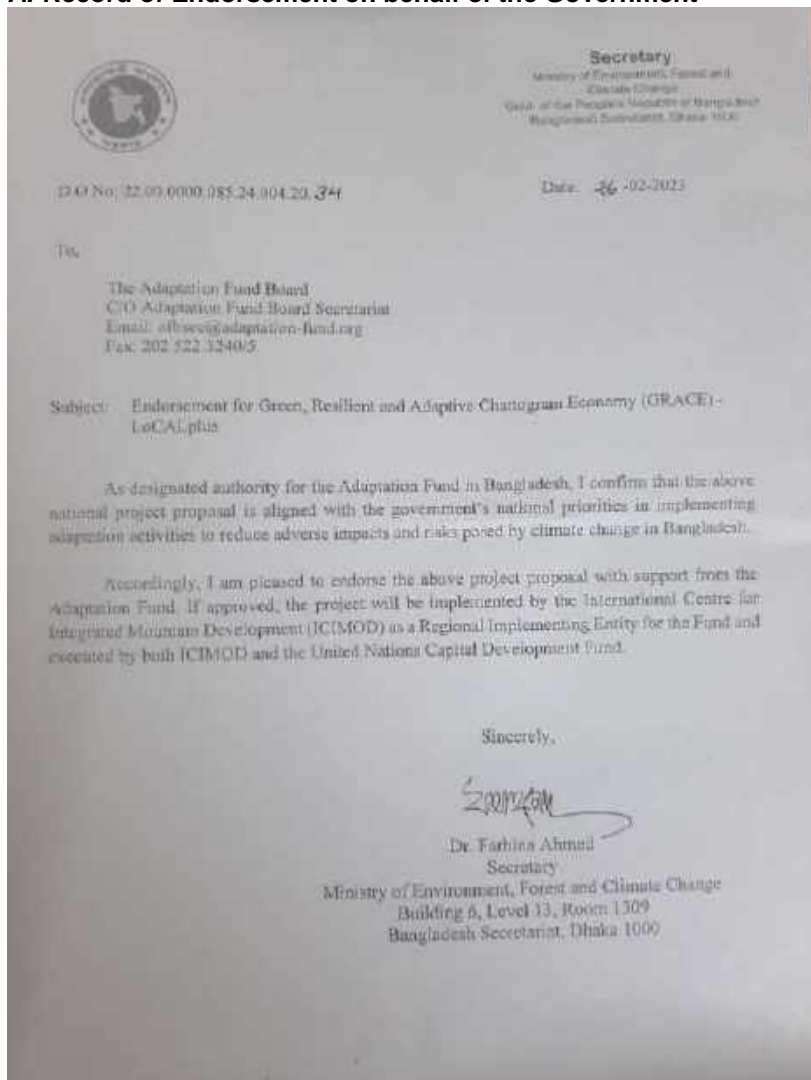 A. Record of Endorsement on behalf of the Government
Secretary
Ministry of Environment, Forest and
Climate Change
Govt. of the People's Republic of Bangladesh
Bangladesh Secretariat, Dhaka 1000
D.O No: 22.00.0000.085.24.004.20.34
Date: 26-02-2023
To,
The Adaptation Fund Board
C/O Adaptation Fund Board Secretariat
Email: afbsec@adaptation-fund.org
Fax: 202 522 3240/5
Subject: Endorsement for Green, Resilient and Adaptive Chattogram Economy (GRACE) -
LoCALplus
As designated authority for the Adaptation Fund in Bangladesh, I confirm that the above
national project proposal is aligned with the government's national priorities in implementing
adaptation activities to reduce adverse impacts and risks posed by climate change in Bangladesh.
Accordingly, I am pleased to endorse the above project proposal with support from the
Adaptation Fund. If approved, the project will be implemented by the International Centre for
Integrated Mountain Development (ICIMOD) as a Regional Implementing Entity for the Fund and
executed by both ICIMOD and the United Nations Capital Development Fund.
Sincerely,
Dr. Farhina Ahmed
Secretary
Ministry of Environment, Forest and Climate Change
Building 6, Level 13, Room 1309
Bangladesh Secretariat, Dhaka 1000